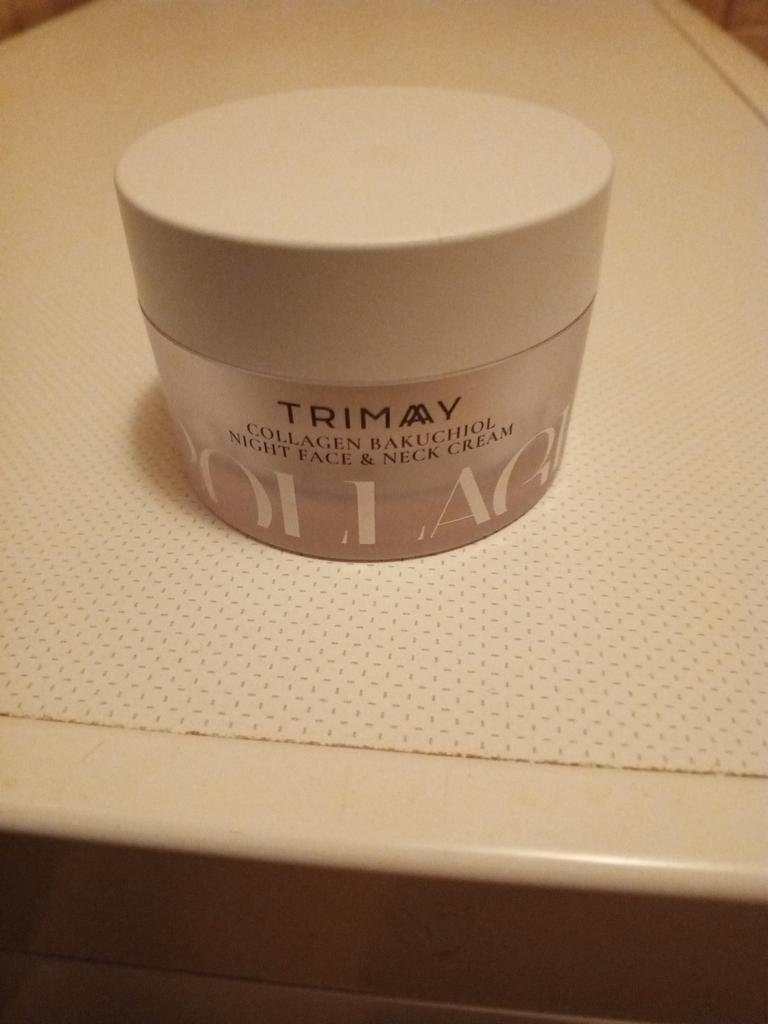 TRIMAY
COLLAGEN BAKUCHIOL
NIGHT FACE & NECK CREAM
COLLAGE